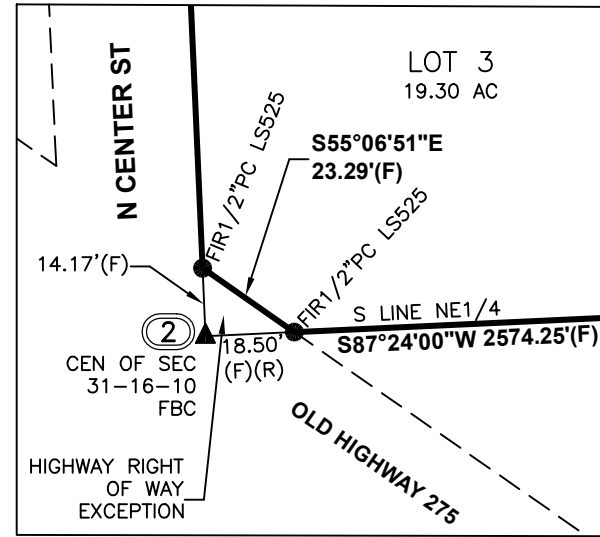 LOT 3
19.30 AC
N CENTER ST
FIR1/2"PC LS525
S55°06'51"E
23.29'(F)
FIR1/2"PC LS525
14.17'(F)
S LINE NE1/4
S87°24'00"W 2574.25'(F)
2
18.50'
(F)(R)
CEN OF SEC
31-16-10
FBC
OLD HIGHWAY 275
HIGHWAY RIGHT
OF WAY
EXCEPTION